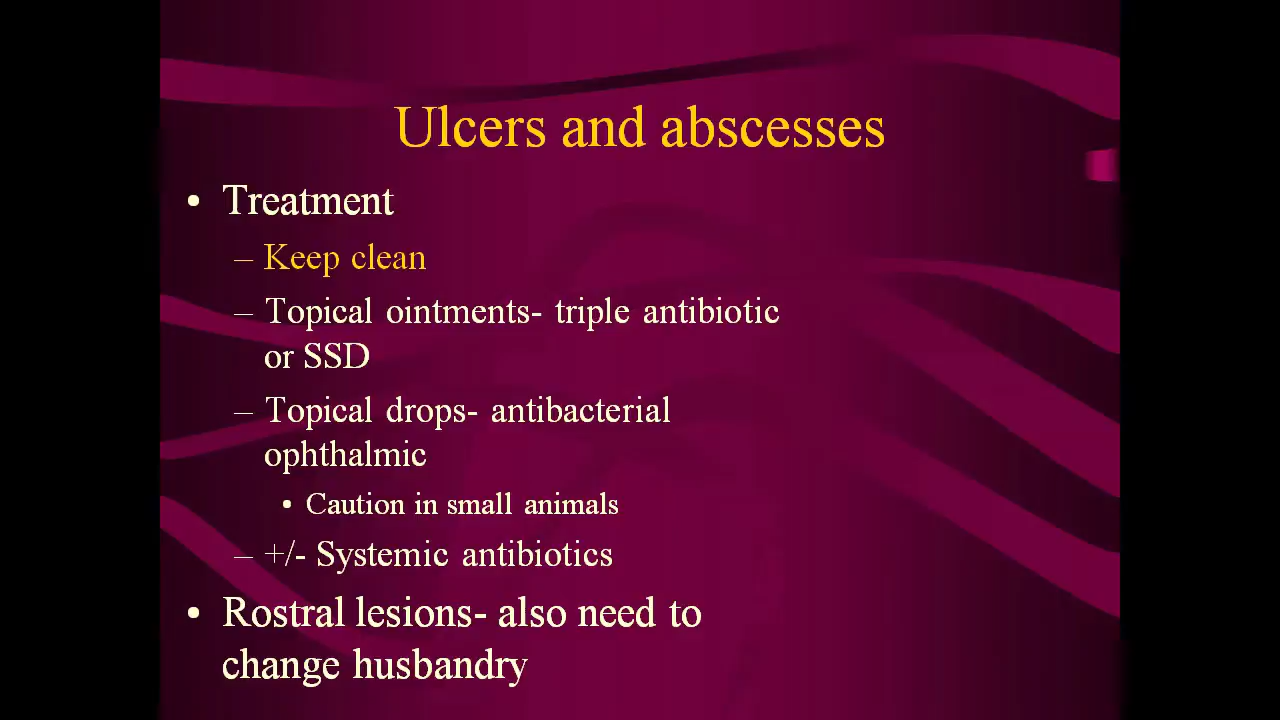 Ulcers and abscesses
• Treatment
– Keep clean
– Topical ointments- triple antibiotic
or SSD
– Topical drops- antibacterial
ophthalmic
• Caution in small animals
– +/- Systemic antibiotics
• Rostral lesions- also need to
change husbandry